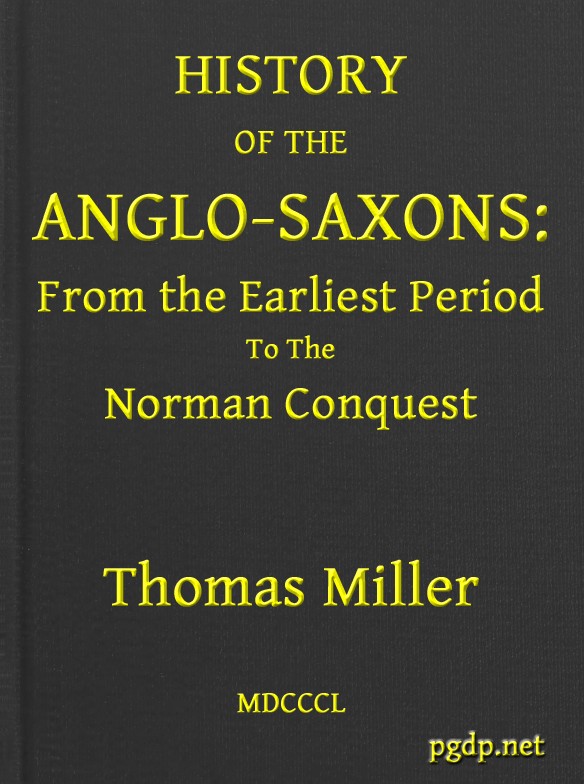 HISTORY
OF THE
ANGLO-SAXONS:
From the Earliest Period
To The
Norman Conquest
Thomas Miller
MDCCCL
pgdp.net